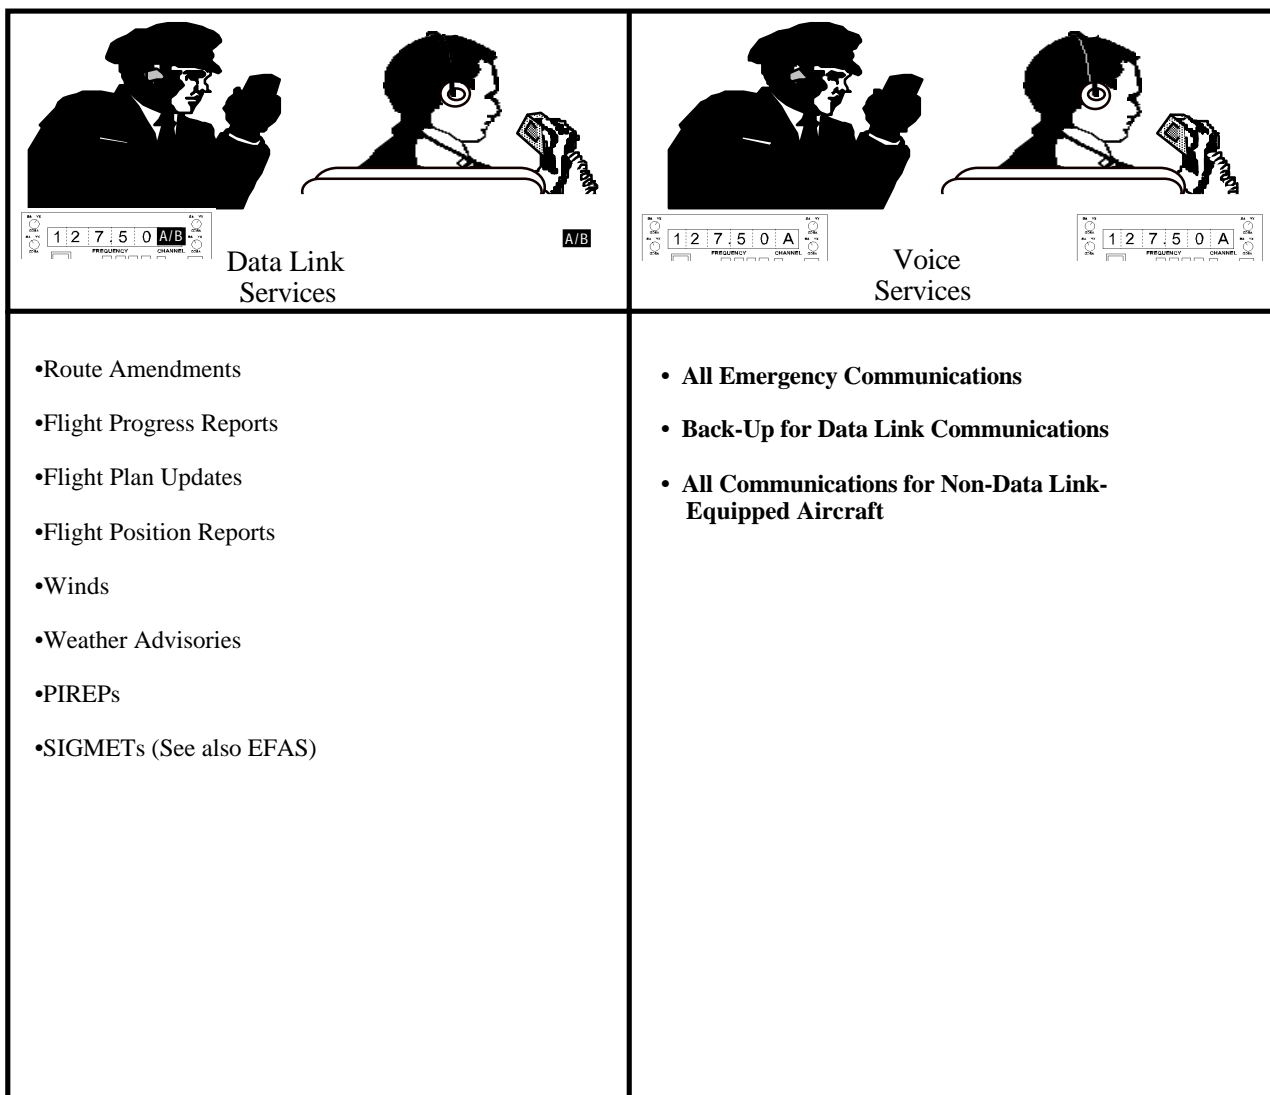 1 2 7.5 0 A/B
FREQUENCY CHANNEL
Data Link
Services
A/B
1 2 7.5 0 A
FREQUENCY CHANNEL
Voice
Services
1 2 7.5 0 A
FREQUENCY CHANNEL
•Route Amendments
•Flight Progress Reports
•Flight Plan Updates
•Flight Position Reports
•Winds
•Weather Advisories
•PIREPs
•SIGMETs (See also EFAS)
• All Emergency Communications
• Back-Up for Data Link Communications
• All Communications for Non-Data Link-
Equipped Aircraft